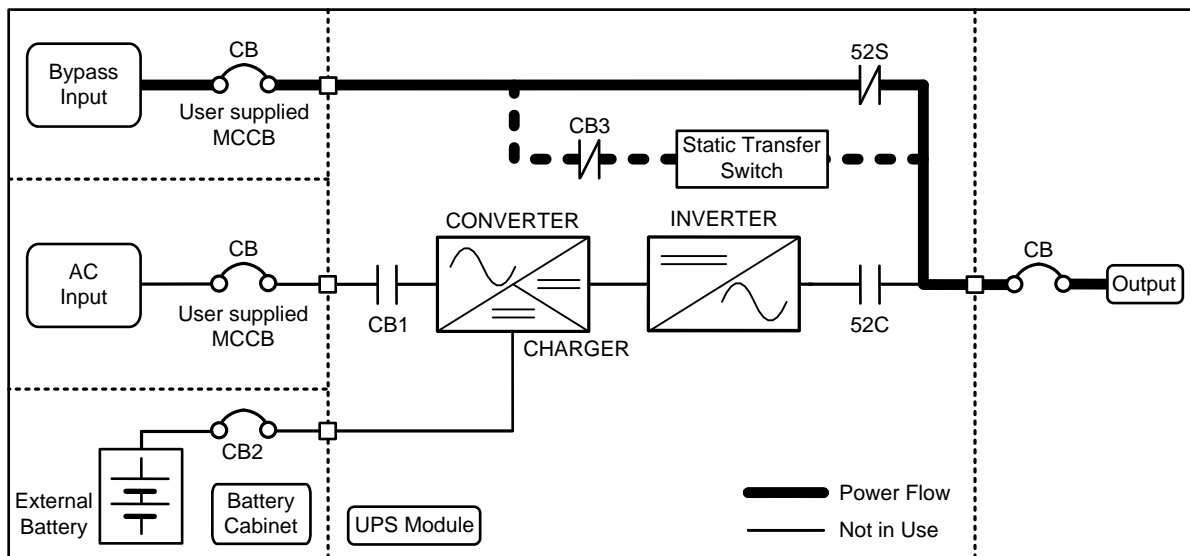 Bypass
Input
CB
User supplied
MCCB
52S
CB3
Static Transfer
Switch
AC
Input
CB
User supplied
MCCB
CB1
CONVERTER
CHARGER
INVERTER
52C
CB
Output
CB2
External
Battery
Battery
Cabinet
UPS Module
Power Flow
Not in Use